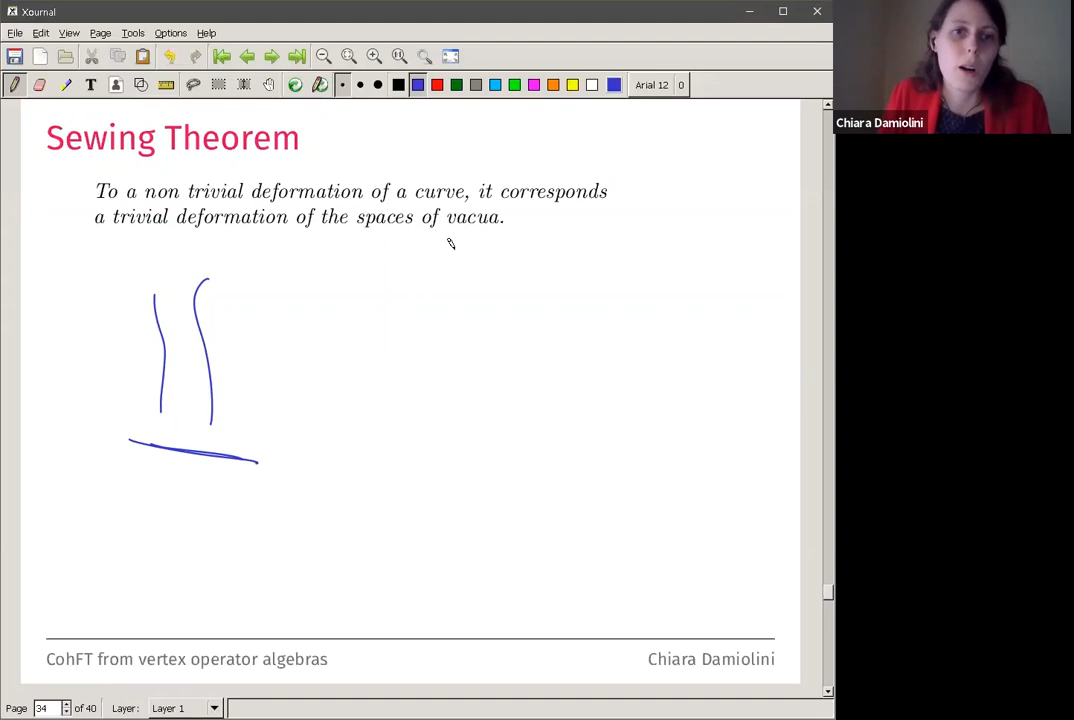 Xournal
File Edit View Page Tools Options Help
Arial 12 0
Chiara Damiolini
Sewing Theorem
To a non trivial deformation of a curve, it corresponds
a trivial deformation of the spaces of vacua.
CohFT from vertex operator algebras Chiara Damiolini
Page 34 of 40 Layer: Layer 1